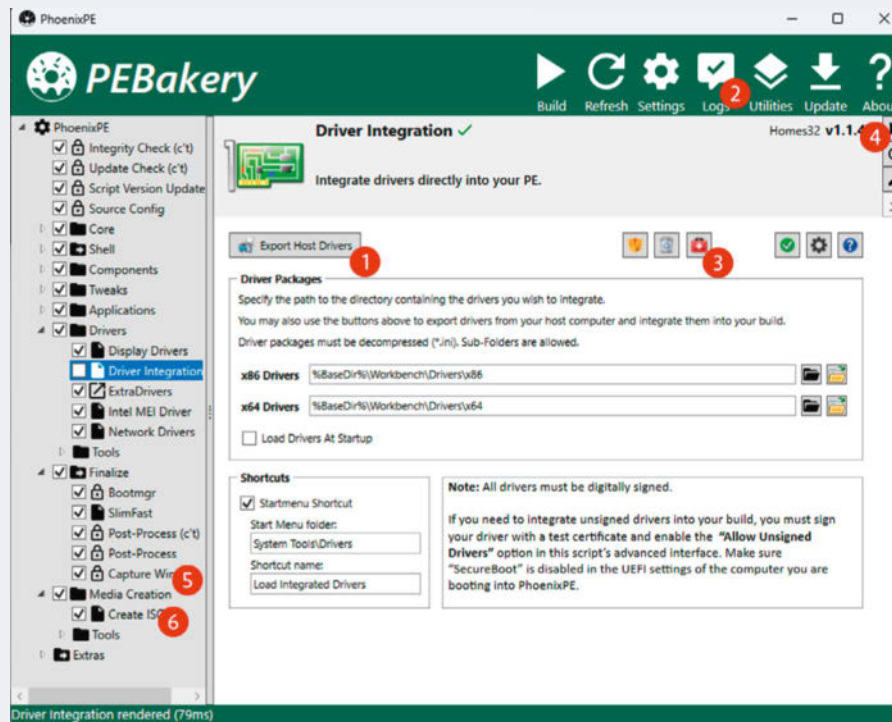 PhoenixPE
PEBakery
Build Refresh Settings Logs Utilities Update
2
PhoenixPE
Integrity Check (c't)
Update Check (c't)
Script Version Update
Source Config
Core
Shell
Components
Tweaks
Applications
Drivers
Display Drivers
Driver Integration
ExtraDrivers
Intel MEI Driver
Network Drivers
Tools
Finalize
Bootmgr
SlimFast
Post-Process (c't)
Post-Process
Capture
5
Media Creation
Create
6
Tools
Extras
Driver Integration
Homes32 v1.1.4
4
Integrate drivers directly into your PE.
Export Host Drivers
1
3
Driver Packages
Specify the path to the directory containing the drivers you wish to integrate.
You may also use the buttons above to export drivers from your host computer and integrate them into your build.
Driver packages must be decompressed (*.ini). Sub-Folders are allowed.
x86 Drivers %BaseDir%\Workbench\Drivers\x86
x64 Drivers %BaseDir%\Workbench\Drivers\x64
Load Drivers At Startup
Shortcuts
Startmenu Shortcut
Start Menu folder:
System Tools\Drivers
Shortcut name:
Load Integrated Drivers
Note: All drivers must be digitally signed.
If you need to integrate unsigned drivers into your build, you must sign
your driver with a test certificate and enable the “Allow Unsigned
Drivers” option in this script's advanced interface. Make sure
“SecureBoot” is disabled in the UEFI settings of the computer you are
booting into PhoenixPE.
Driver Integration rendered (79ms)